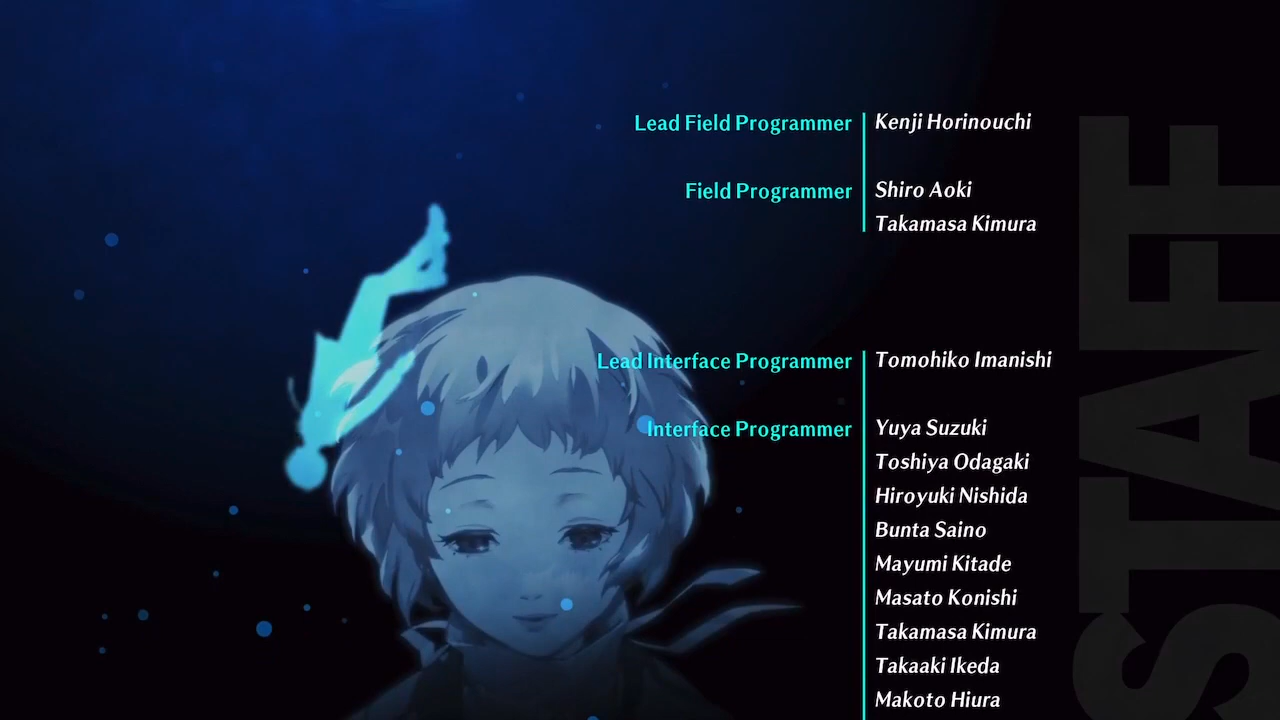 Lead Field Programmer Kenji Horinouchi
Field Programmer Shiro Aoki
Takamasa Kimura
Lead Interface Programmer Tomohiko Imanishi
Interface Programmer Yuya Suzuki
Toshiya Odagaki
Hiroyuki Nishida
Bunta Saino
Mayumi Kitade
Masato Konishi
Takamasa Kimura
Takaaki Ikeda
Makoto Hiura
STAFF